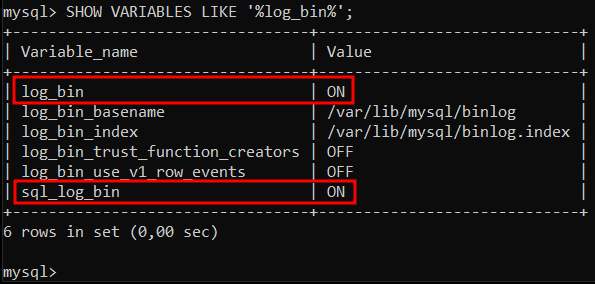 mysql> SHOW VARIABLES LIKE '%log_bin%';
+---------------------------------+-----------------------------+
| Variable_name                   | Value                       |
+---------------------------------+-----------------------------+
| log_bin                         | ON                          |
| log_bin_basename                | /var/lib/mysql/binlog       |
| log_bin_index                   | /var/lib/mysql/binlog.index |
| log_bin_trust_function_creators | OFF                         |
| log_bin_use_v1_row_events       | OFF                         |
| sql_log_bin                     | ON                          |
+---------------------------------+-----------------------------+
6 rows in set (0,00 sec)
mysql>